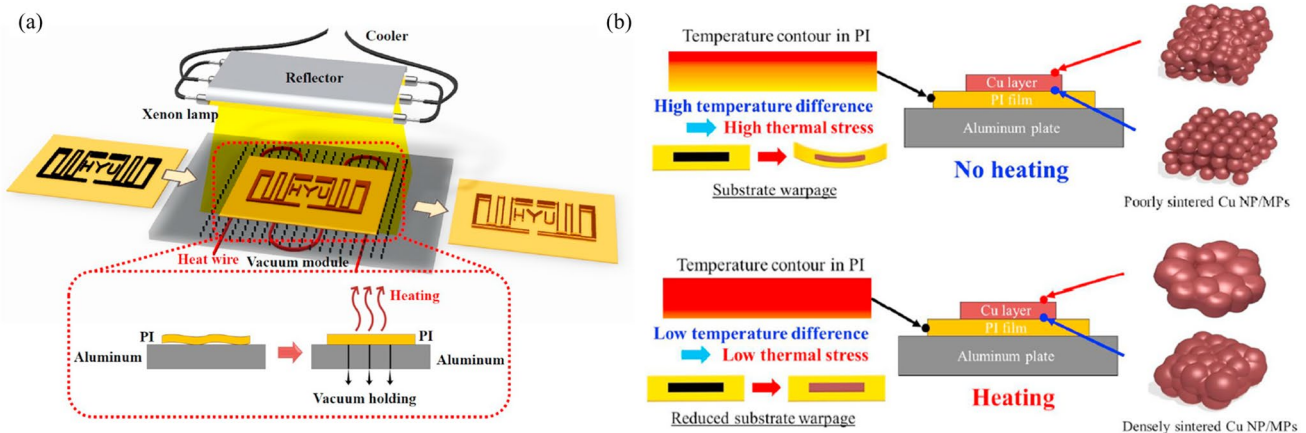 (a)
Cooler
Reflector
Xenon lamp
HYU
HYU
HYU
Heat wire
Vacuum module
Heating
PI
PI
Aluminum
Aluminum
Vacuum holding
(b)
Temperature contour in PI
High temperature difference
High thermal stress
Substrate warpage
Cu layer
PI film
Aluminum plate
No heating
Poorly sintered Cu NP/MPs
Temperature contour in PI
Low temperature difference
Low thermal stress
Reduced substrate warpage
Cu layer
PI film
Aluminum plate
Heating
Densely sintered Cu NP/MPs